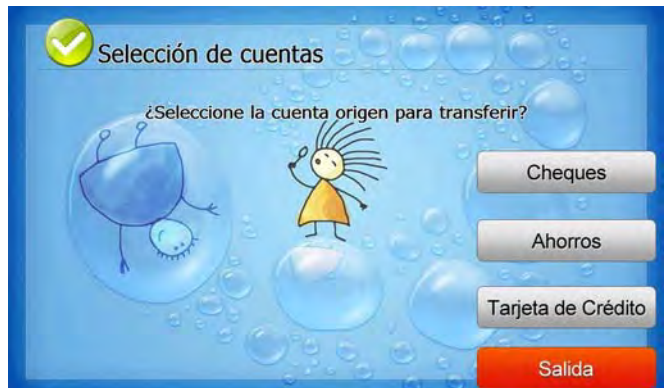 Selección de cuentas
¿Seleccione la cuenta origen para transferir?
Cheques
Ahorros
Tarjeta de Crédito
Salida